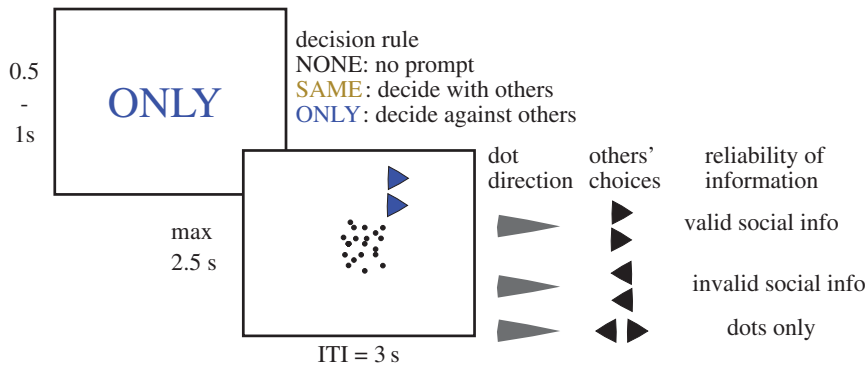 0.5
-
1s
ONLY
decision rule
NONE: no prompt
SAME: decide with others
ONLY: decide against others
max
2.5 s
ITI = 3 s
dot
direction
others’
choices
reliability of
information
valid social info
invalid social info
dots only